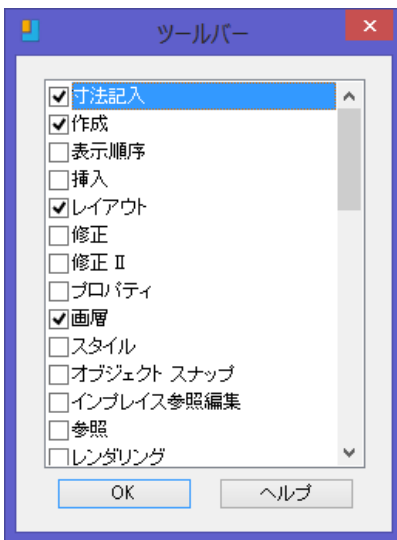 ツールバー
寸法記入
作成
表示順序
挿入
レイアウト
修正
修正 II
プロパティ
画層
スタイル
オブジェクト スナップ
インプレイス参照編集
参照
レンダリング
OK
ヘルプ